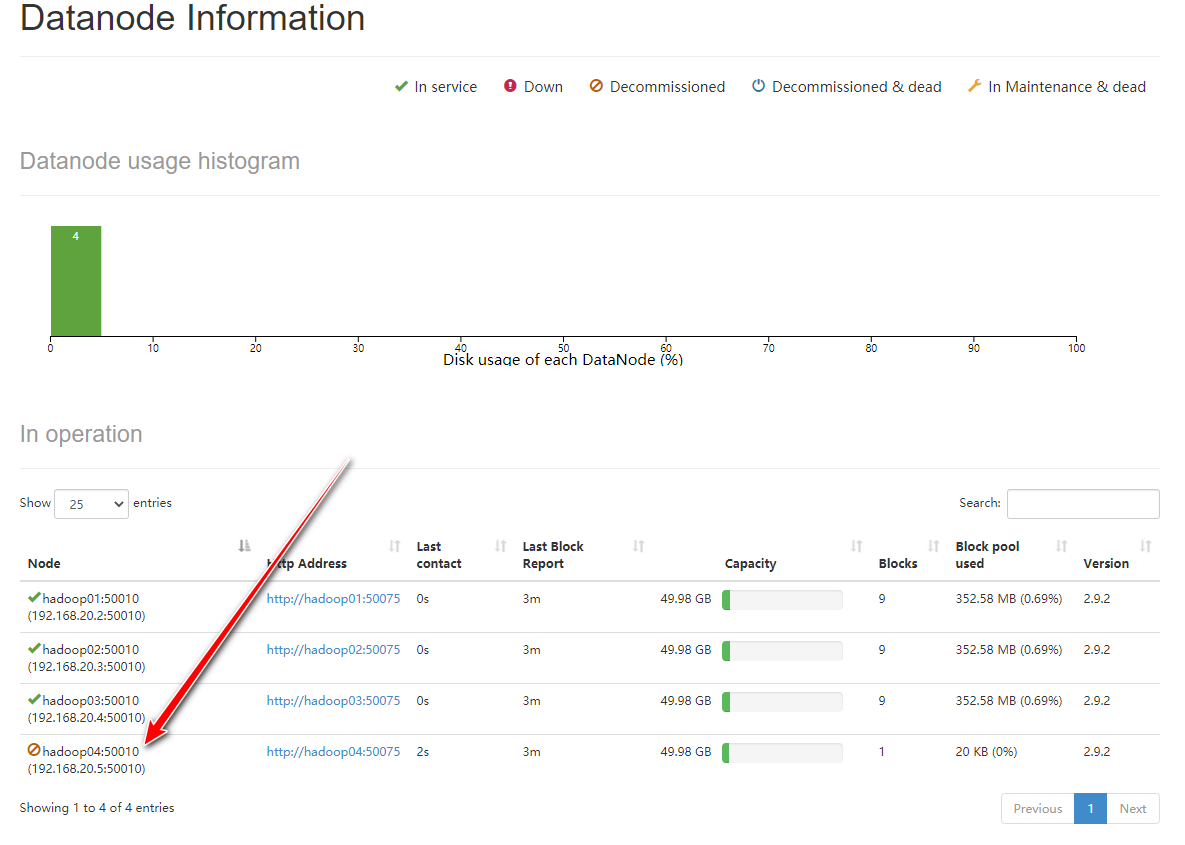 Datanode Information
In service Down Decommissioned Decommissioned & dead In Maintenance & dead
Datanode usage histogram
4
0 10 20 30 40 50 60 70 80 90 100
Disk usage of each DataNode (%)
In operation
Show 25 entries Search:
Node Http Address Last contact Last Block Report Capacity Blocks Block pool used Version
hadoop01:50010 http://hadoop01:50075 0s 3m 49.98 GB 9 352.58 MB (0.69%) 2.9.2
(192.168.20.2:50010)
hadoop02:50010 http://hadoop02:50075 0s 3m 49.98 GB 9 352.58 MB (0.69%) 2.9.2
(192.168.20.3:50010)
hadoop03:50010 http://hadoop03:50075 0s 3m 49.98 GB 9 352.58 MB (0.69%) 2.9.2
(192.168.20.4:50010)
hadoop04:50010 http://hadoop04:50075 2s 3m 49.98 GB 1 20 KB (0%) 2.9.2
(192.168.20.5:50010)
Showing 1 to 4 of 4 entries Previous 1 Next